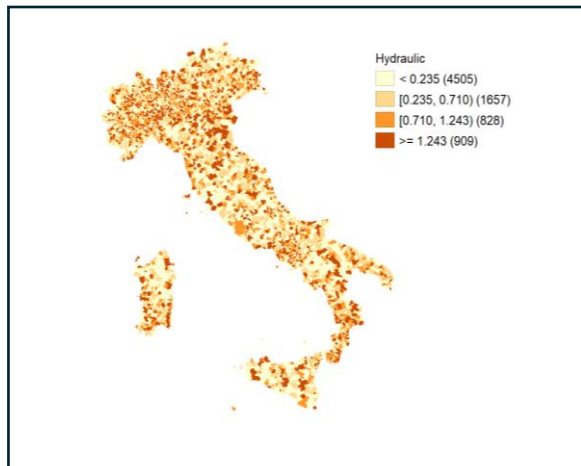 Hydraulic
< 0.235 (4505)
[0.235, 0.710) (1657)
[0.710, 1.243) (828)
>= 1.243 (909)